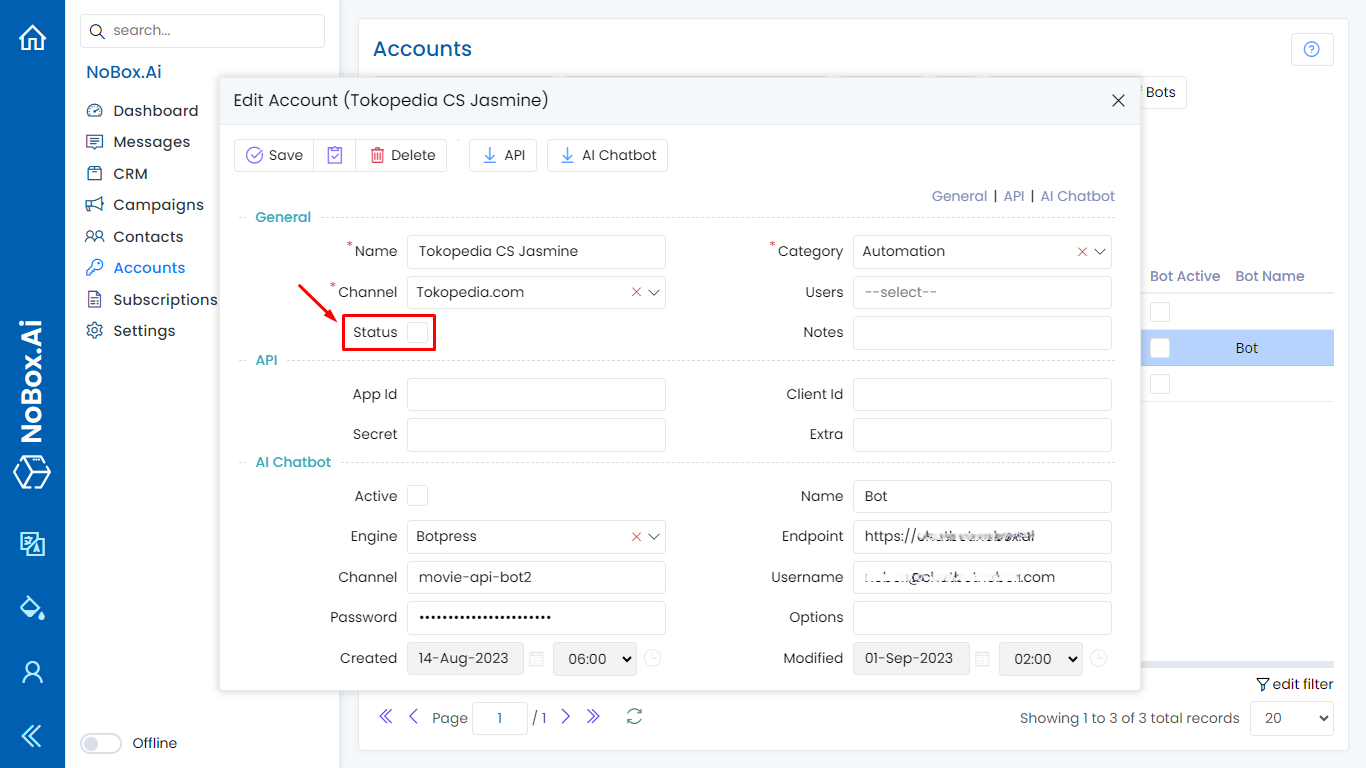 search...
NoBox.Ai
Dashboard
Messages
CRM
Campaigns
Contacts
Accounts
Subscriptions
Settings
Offline
NoBox.Ai
Accounts
Bots
Edit Account (Tokopedia CS Jasmine)
Save
Delete
API
AI Chatbot
General | API | AI Chatbot
General
*Name Tokopedia CS Jasmine
*Category Automation
*Channel Tokopedia.com
Users --select--
Status
Notes
API
App Id
Client Id
Secret
Extra
AI Chatbot
Active
Name Bot
Engine Botpress
Endpoint https://
Channel movie-api-bot2
Username .com
Password •••••••••••••••••••••••
Options
Created 14-Aug-2023 06:00
Modified 01-Sep-2023 02:00
Bot Active Bot Name
Bot
edit filter
Page 1 / 1
Showing 1 to 3 of 3 total records 20